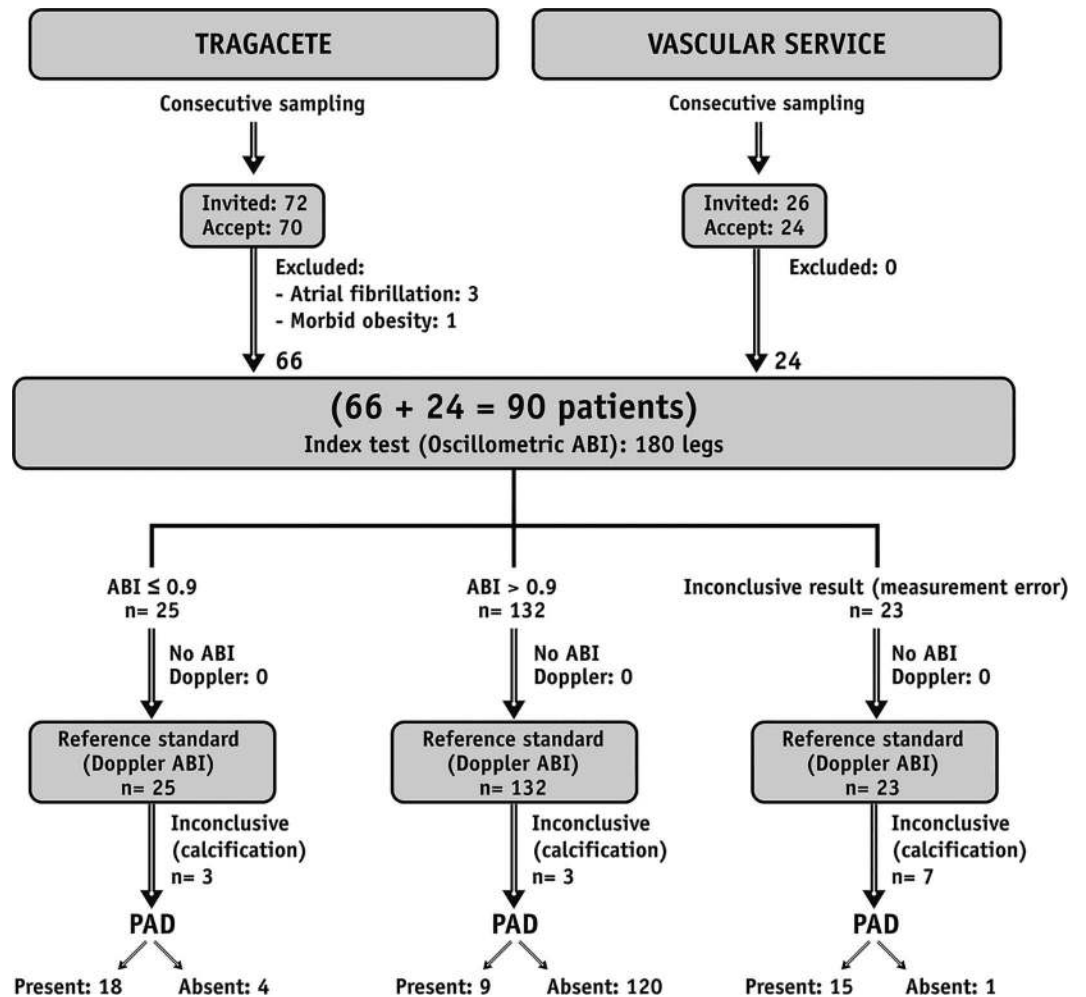 TRAGACETE
VASCULAR SERVICE
Consecutive sampling
Consecutive sampling
Invited: 72
Accept: 70
Invited: 26
Accept: 24
Excluded:
- Atrial fibrillation: 3
- Morbid obesity: 1
Excluded: 0
66
24
(66 + 24 = 90 patients)
Index test (Oscillometric ABI): 180 legs
ABI ≤ 0.9
n= 25
ABI > 0.9
n= 132
Inconclusive result (measurement error)
n= 23
No ABI
Doppler: 0
No ABI
Doppler: 0
No ABI
Doppler: 0
Reference standard
(Doppler ABI)
n= 25
Reference standard
(Doppler ABI)
n= 132
Reference standard
(Doppler ABI)
n= 23
Inconclusive
(calcification)
n= 3
Inconclusive
(calcification)
n= 3
Inconclusive
(calcification)
n= 7
PAD
PAD
PAD
Present: 18
Absent: 4
Present: 9
Absent: 120
Present: 15
Absent: 1